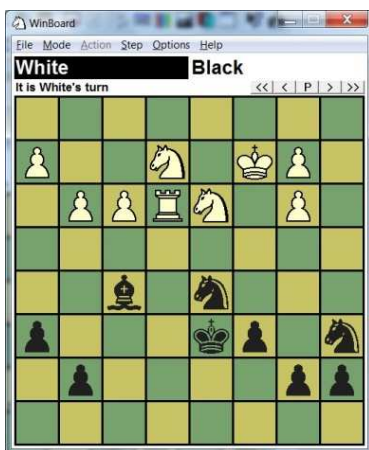 WinBoard
File Mode Action Step Options Help
White Black
It is White's turn << < P > >>